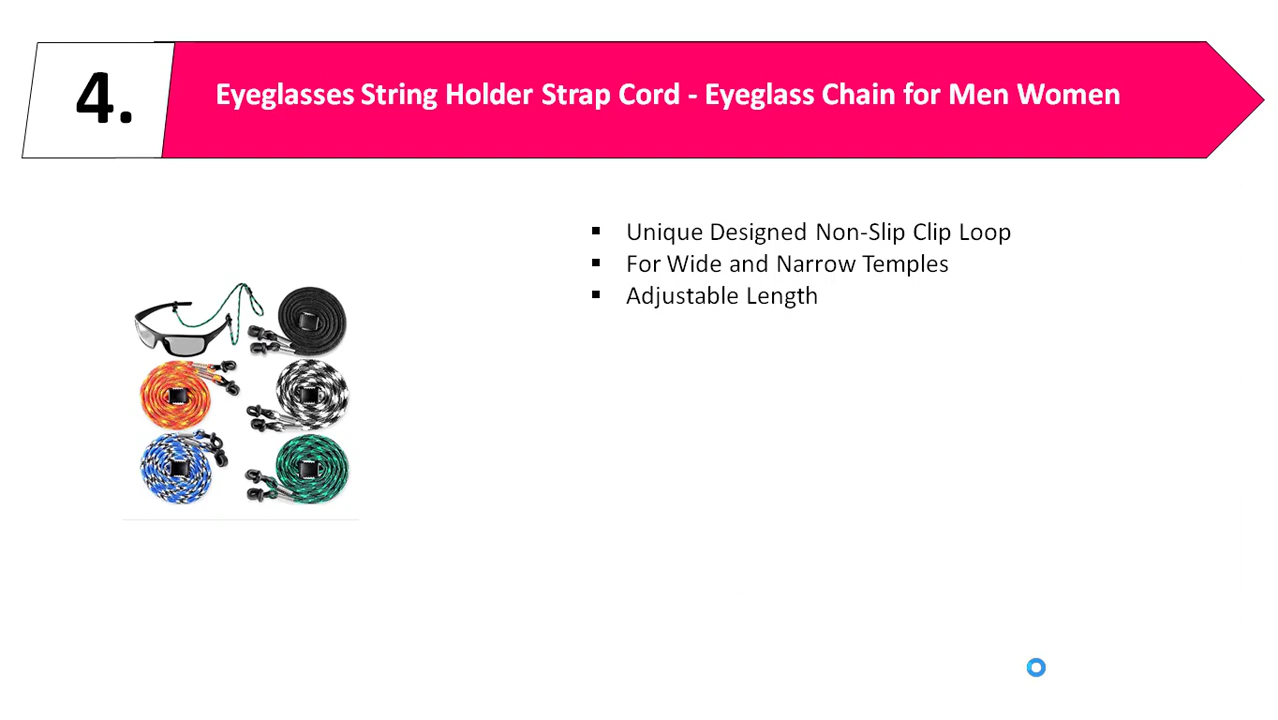 4.
Eyeglasses String Holder Strap Cord - Eyeglass Chain for Men Women
▪ Unique Designed Non-Slip Clip Loop
▪ For Wide and Narrow Temples
▪ Adjustable Length